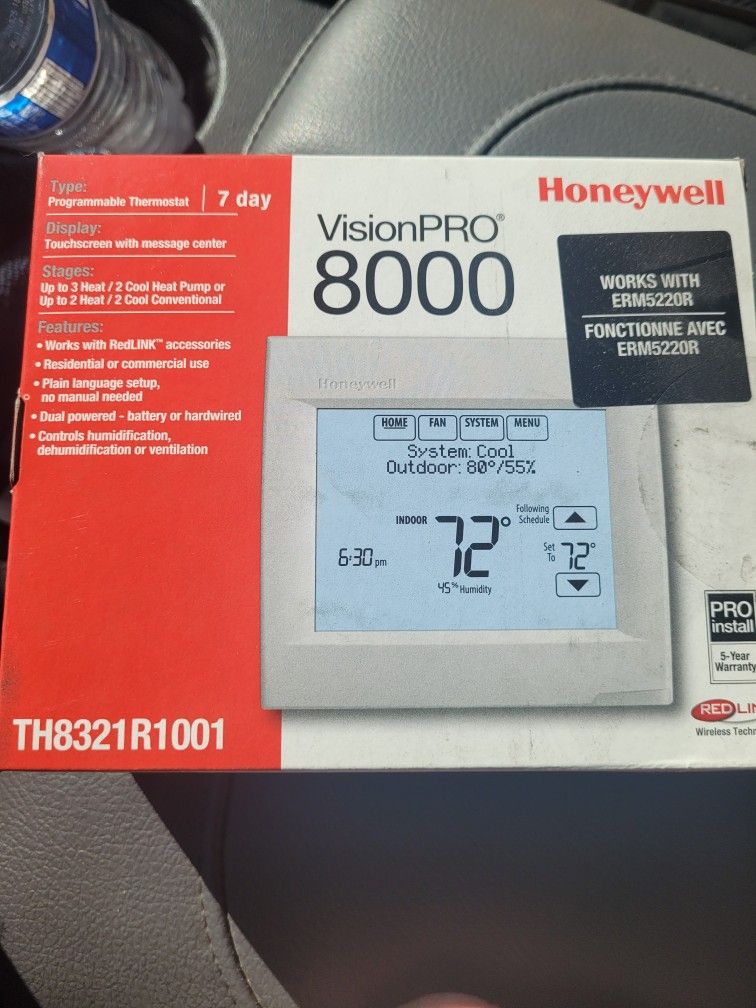 Type:
Programmable Thermostat | 7 day
Display:
Touchscreen with message center
Stages:
Up to 3 Heat / 2 Cool Heat Pump or
Up to 2 Heat / 2 Cool Conventional
Features:
• Works with RedLINK™ accessories
• Residential or commercial use
• Plain language setup,
no manual needed
• Dual powered - battery or hardwired
• Controls humidification,
dehumidification or ventilation
TH8321R1001
Honeywell
VisionPRO®
8000
WORKS WITH
ERM5220R
FONCTIONNE AVEC
ERM5220R
Honeywell
HOME FAN SYSTEM MENU
System: Cool
Outdoor: 80°/55%
Following
Schedule
INDOOR 72°
6:30 pm
Set
To 72°
45% Humidity
PRO
install
5-Year
Warranty
RED
Wireless